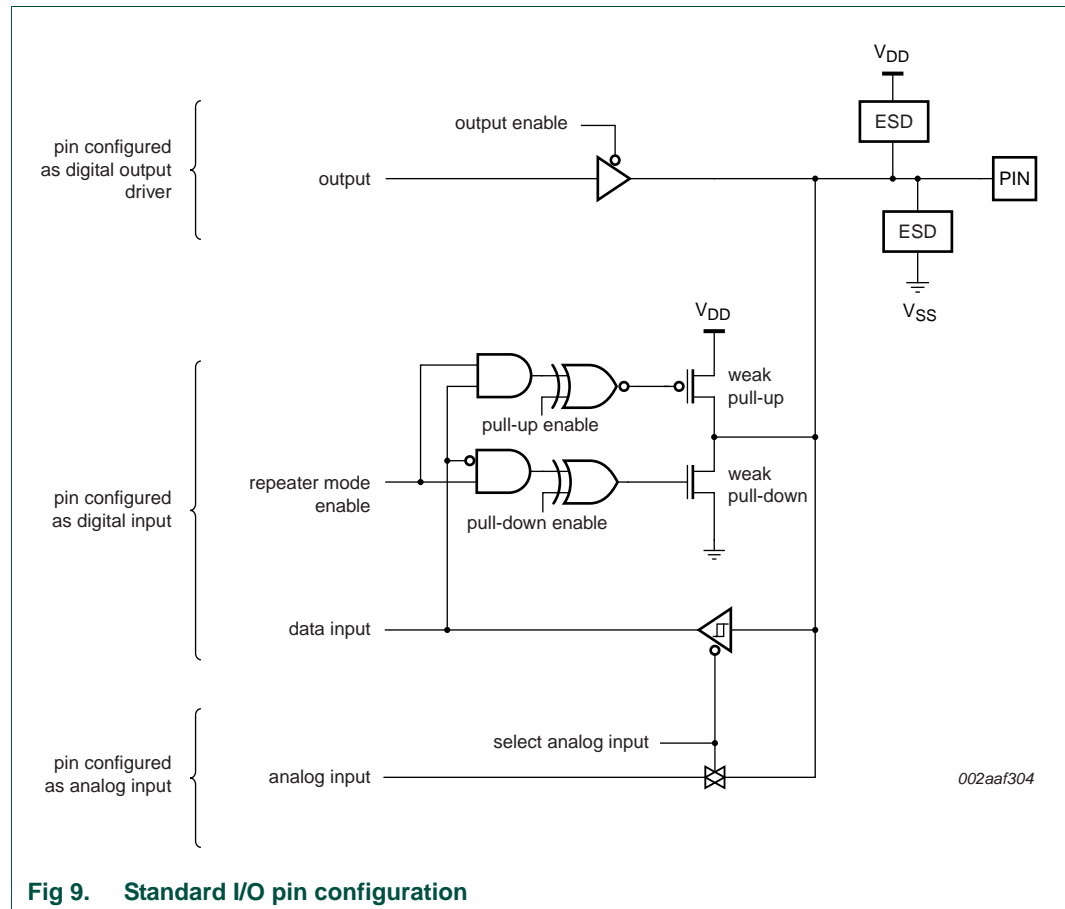 pin configured
as digital output
driver
output enable
output
VDD
ESD
PIN
ESD
VSS
pin configured
as digital input
VDD
weak
pull-up
pull-up enable
repeater mode
enable
weak
pull-down
pull-down enable
data input
pin configured
as analog input
select analog input
analog input
002aaf304
Fig 9. Standard I/O pin configuration